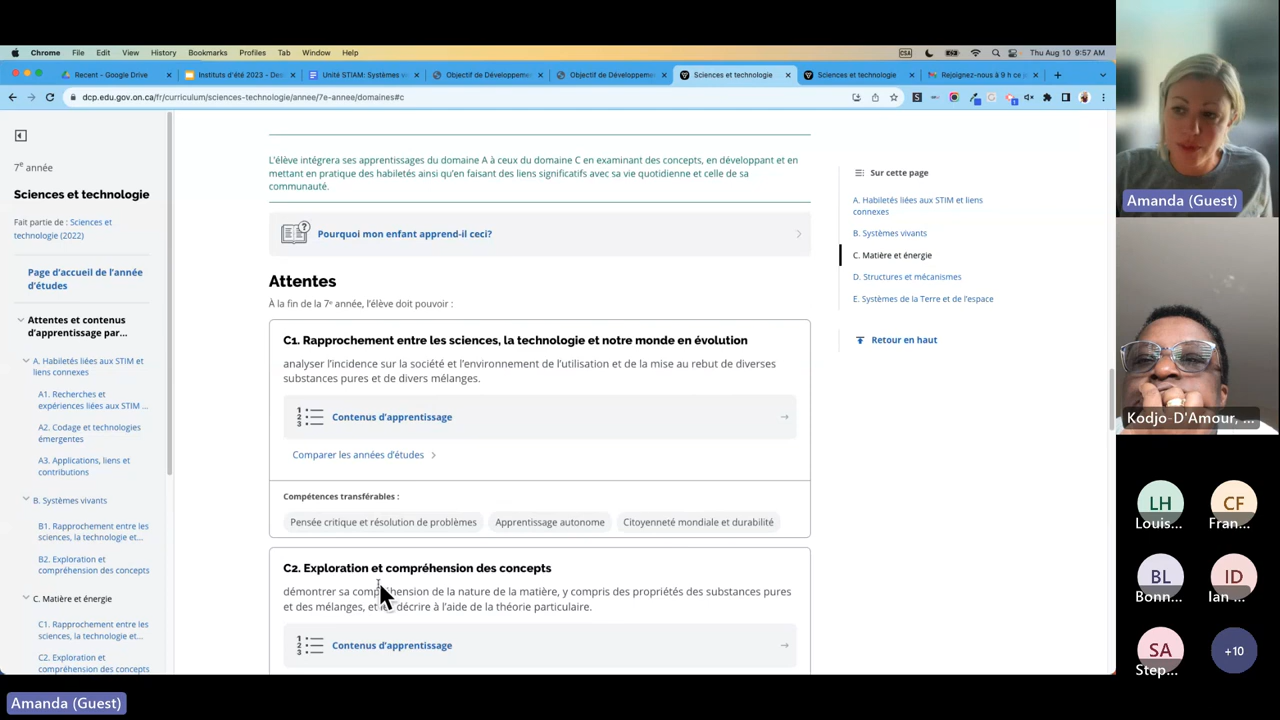 Chrome File Edit View History Bookmarks Profiles Tab Window Help
CSA
Thu Aug 10 9:57 AM
Recent - Google Drive
Instituts d'été 2023 - De
Unité STIAM: Systèmes v
Objectif de Développeme
Objectif de Développeme
Sciences et technologie
Sciences et technologie
Rejoignez-nous à 9 h ce
dcp.edu.gov.on.ca/fr/curriculum/sciences-technologie/annee/7e-annee/domaines#c
7e année
Sciences et technologie
Fait partie de : Sciences et
technologie (2022)
Page d'accueil de l'année
d'études
Attentes et contenus
d'apprentissage par...
A. Habiletés liées aux STIM et
liens connexes
A1. Recherches et
expériences liées aux STIM ...
A2. Codage et technologies
émergentes
A3. Applications, liens et
contributions
B. Systèmes vivants
B1. Rapprochement entre les
sciences, la technologie et...
B2. Exploration et
compréhension des concepts
C. Matière et énergie
C1. Rapprochement entre les
sciences, la technologie et...
C2. Exploration et
compréhension des concepts
L'élève intégrera ses apprentissages du domaine A à ceux du domaine C en examinant des concepts, en développant et en
mettant en pratique des habiletés ainsi qu'en faisant des liens significatifs avec sa vie quotidienne et celle de sa
communauté.
Pourquoi mon enfant apprend-il ceci?
Attentes
À la fin de la 7e année, l'élève doit pouvoir :
C1. Rapprochement entre les sciences, la technologie et notre monde en évolution
analyser l'incidence sur la société et l'environnement de l'utilisation et de la mise au rebut de diverses
substances pures et de divers mélanges.
Contenus d'apprentissage
Comparer les années d'études
Compétences transférables :
Pensée critique et résolution de problèmes
Apprentissage autonome
Citoyenneté mondiale et durabilité
C2. Exploration et compréhension des concepts
démontrer sa compréhension de la nature de la matière, y compris des propriétés des substances pures
et des mélanges, et décrire à l'aide de la théorie particulaire.
Contenus d'apprentissage
Sur cette page
A. Habiletés liées aux STIM et liens
connexes
B. Systèmes vivants
C. Matière et énergie
D. Structures et mécanismes
E. Systèmes de la Terre et de l'espace
Retour en haut
Amanda (Guest)
Kodjo-D'Amour, ...
LH
Louis...
CF
Fran...
BL
Bonn...
ID
Ian ...
SA
Step...
+10
Amanda (Guest)